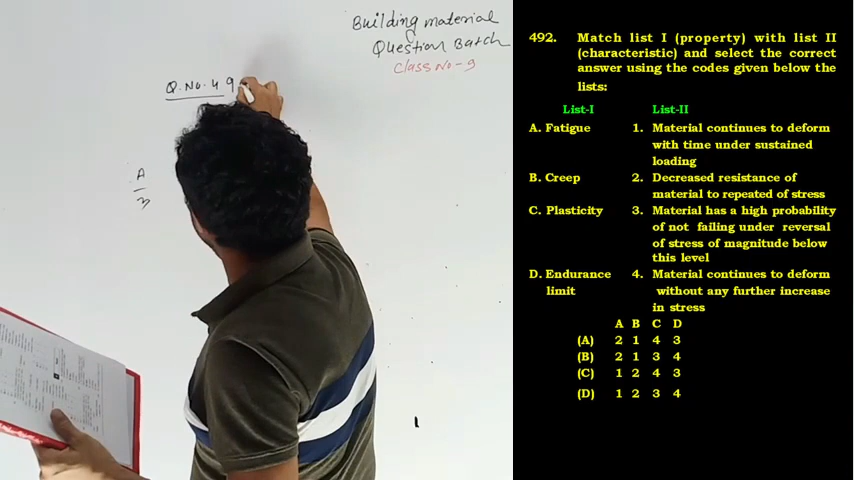 Building material
Question Batch
Class No - 9
Q. No. 4 9
A
492. Match list I (property) with list II
(characteristic) and select the correct
answer using the codes given below the
lists:
List-I List-II
A. Fatigue 1. Material continues to deform
with time under sustained
loading
B. Creep 2. Decreased resistance of
material to repeated of stress
C. Plasticity 3. Material has a high probability
of not failing under reversal
of stress of magnitude below
this level
D. Endurance 4. Material continues to deform
limit without any further increase
in stress
A B C D
(A) 2 1 4 3
(B) 2 1 3 4
(C) 1 2 4 3
(D) 1 2 3 4